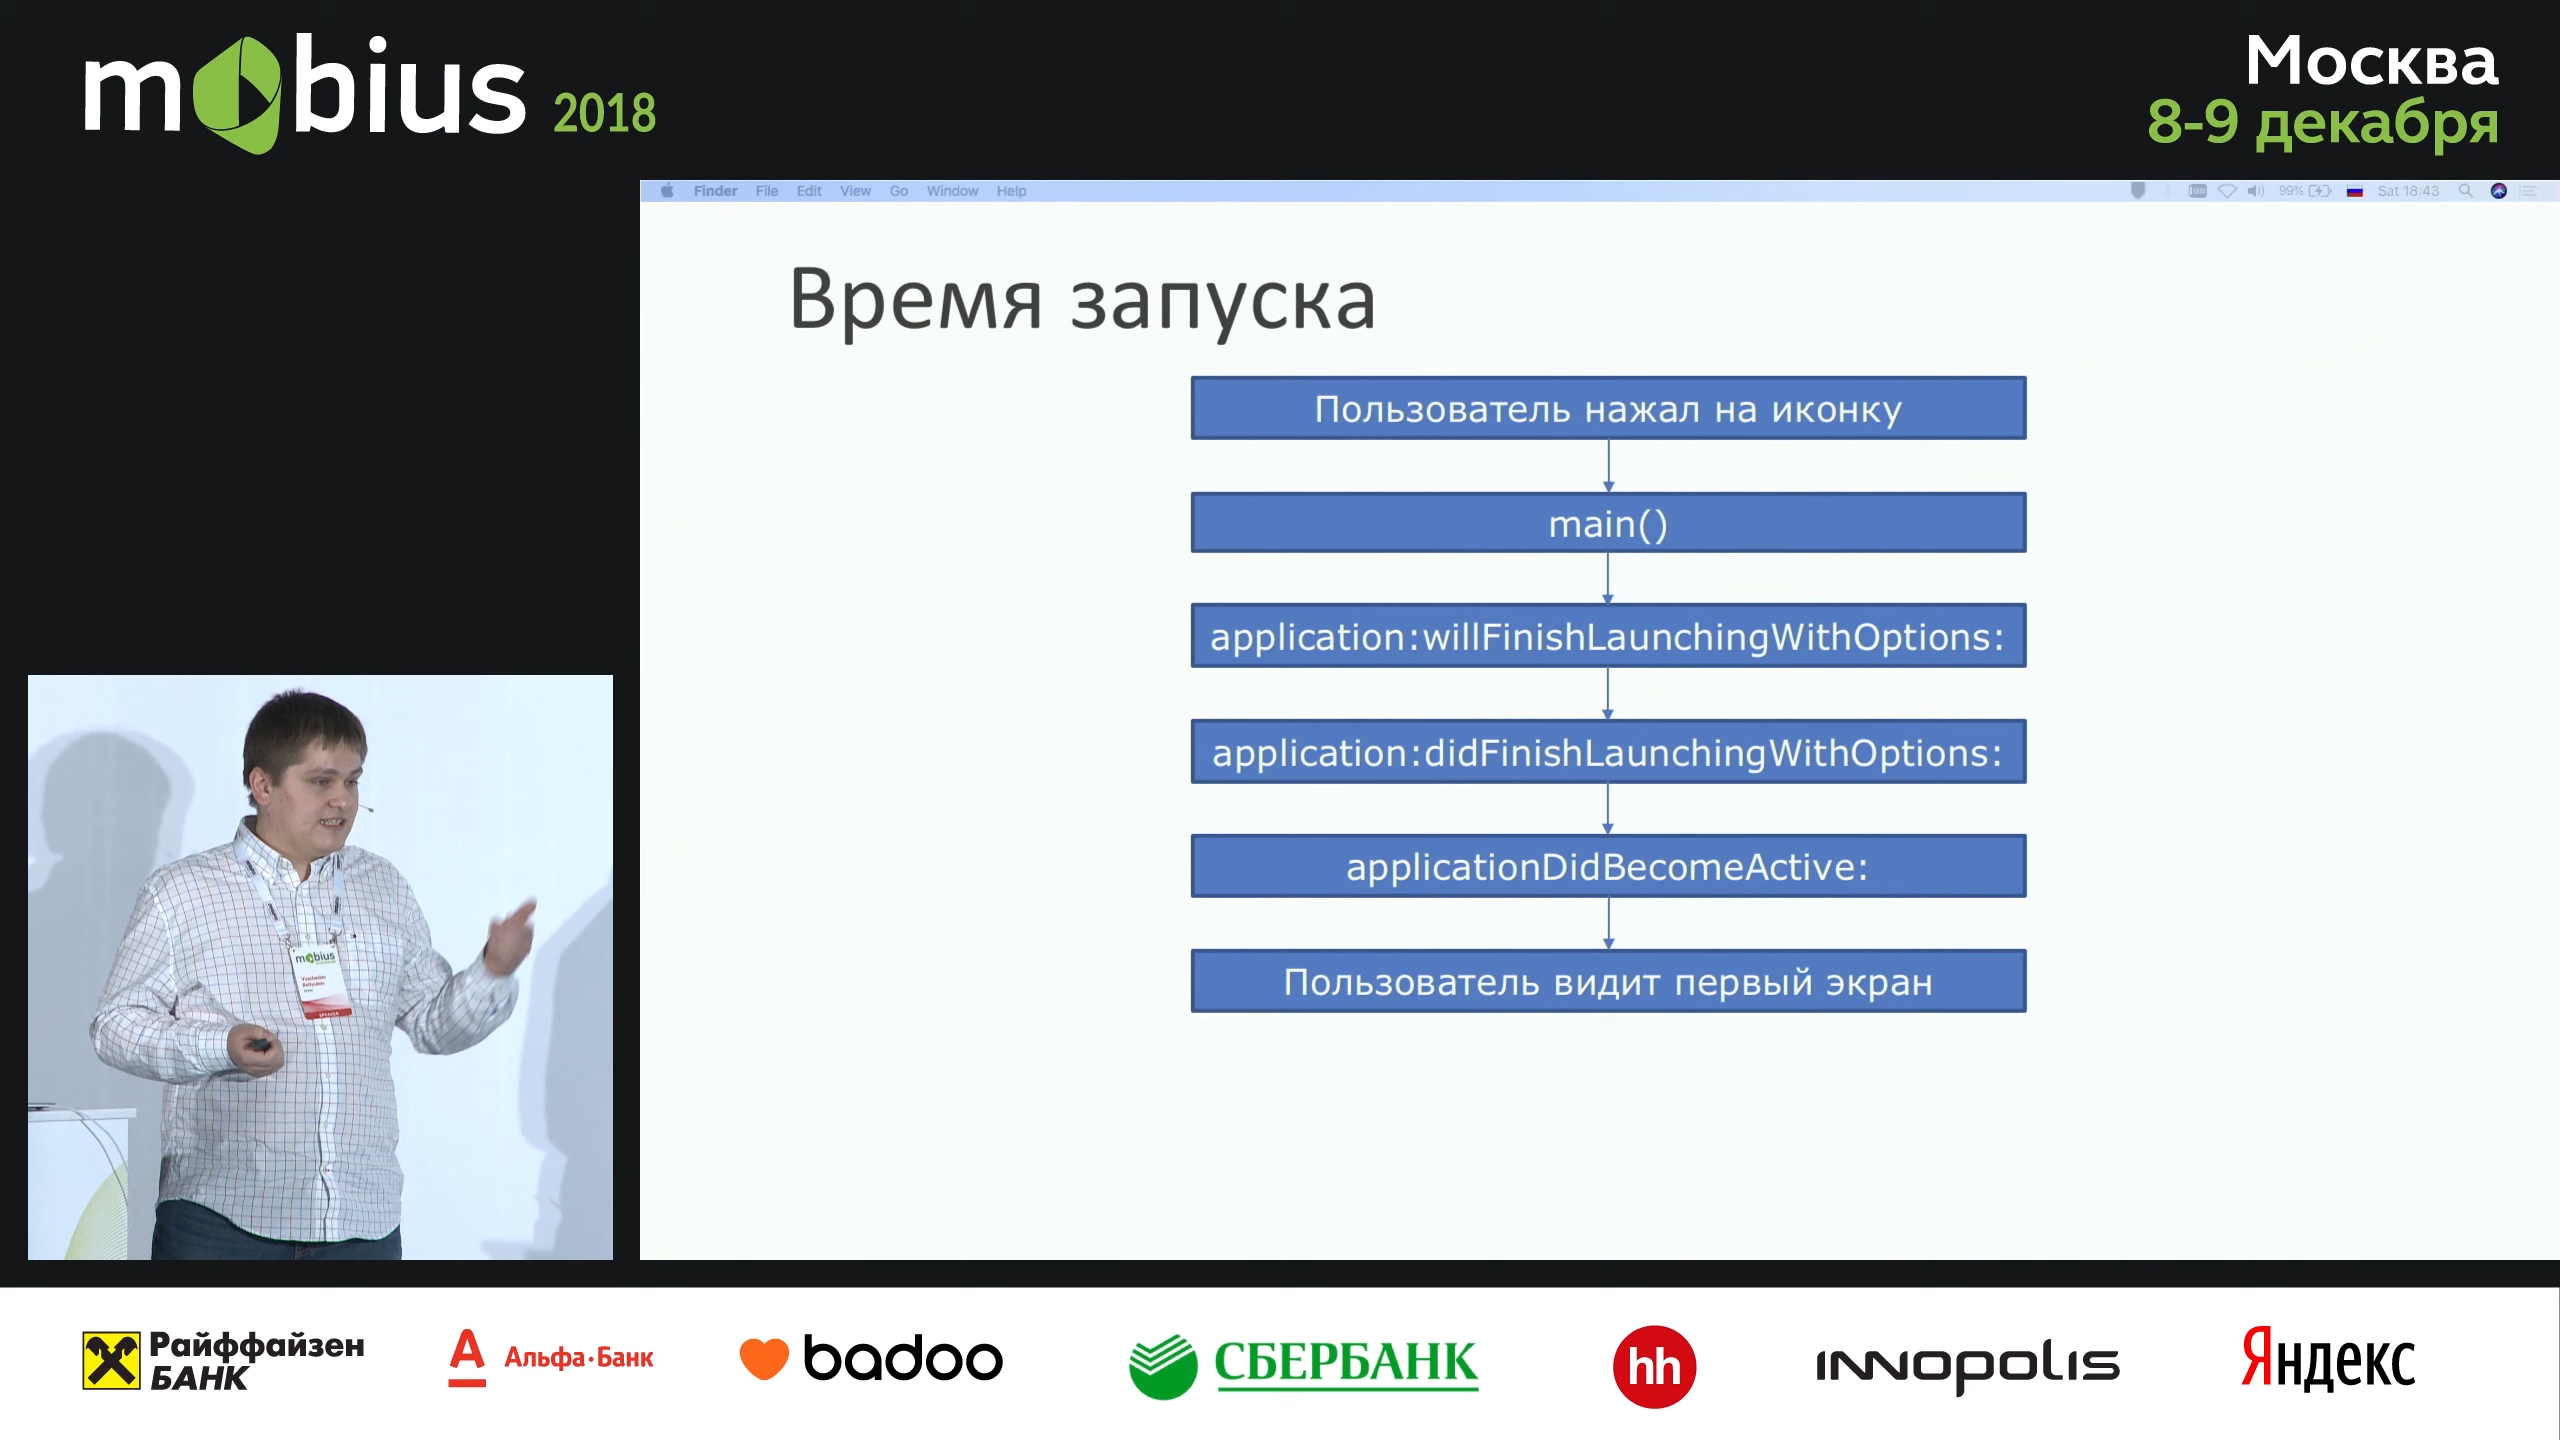 mobius 2018
Москва
8-9 декабря
Finder File Edit View Go Window Help
99% Sat 18:43
Время запуска
Пользователь нажал на иконку
main()
application:willFinishLaunchingWithOptions:
application:didFinishLaunchingWithOptions:
applicationDidBecomeActive:
Пользователь видит первый экран
mobius
SPEAKER
Райффайзен
БАНК
А Альфа·Банк
badoo
СБЕРБАНК
hh
INNOPOLIS
Яндекс